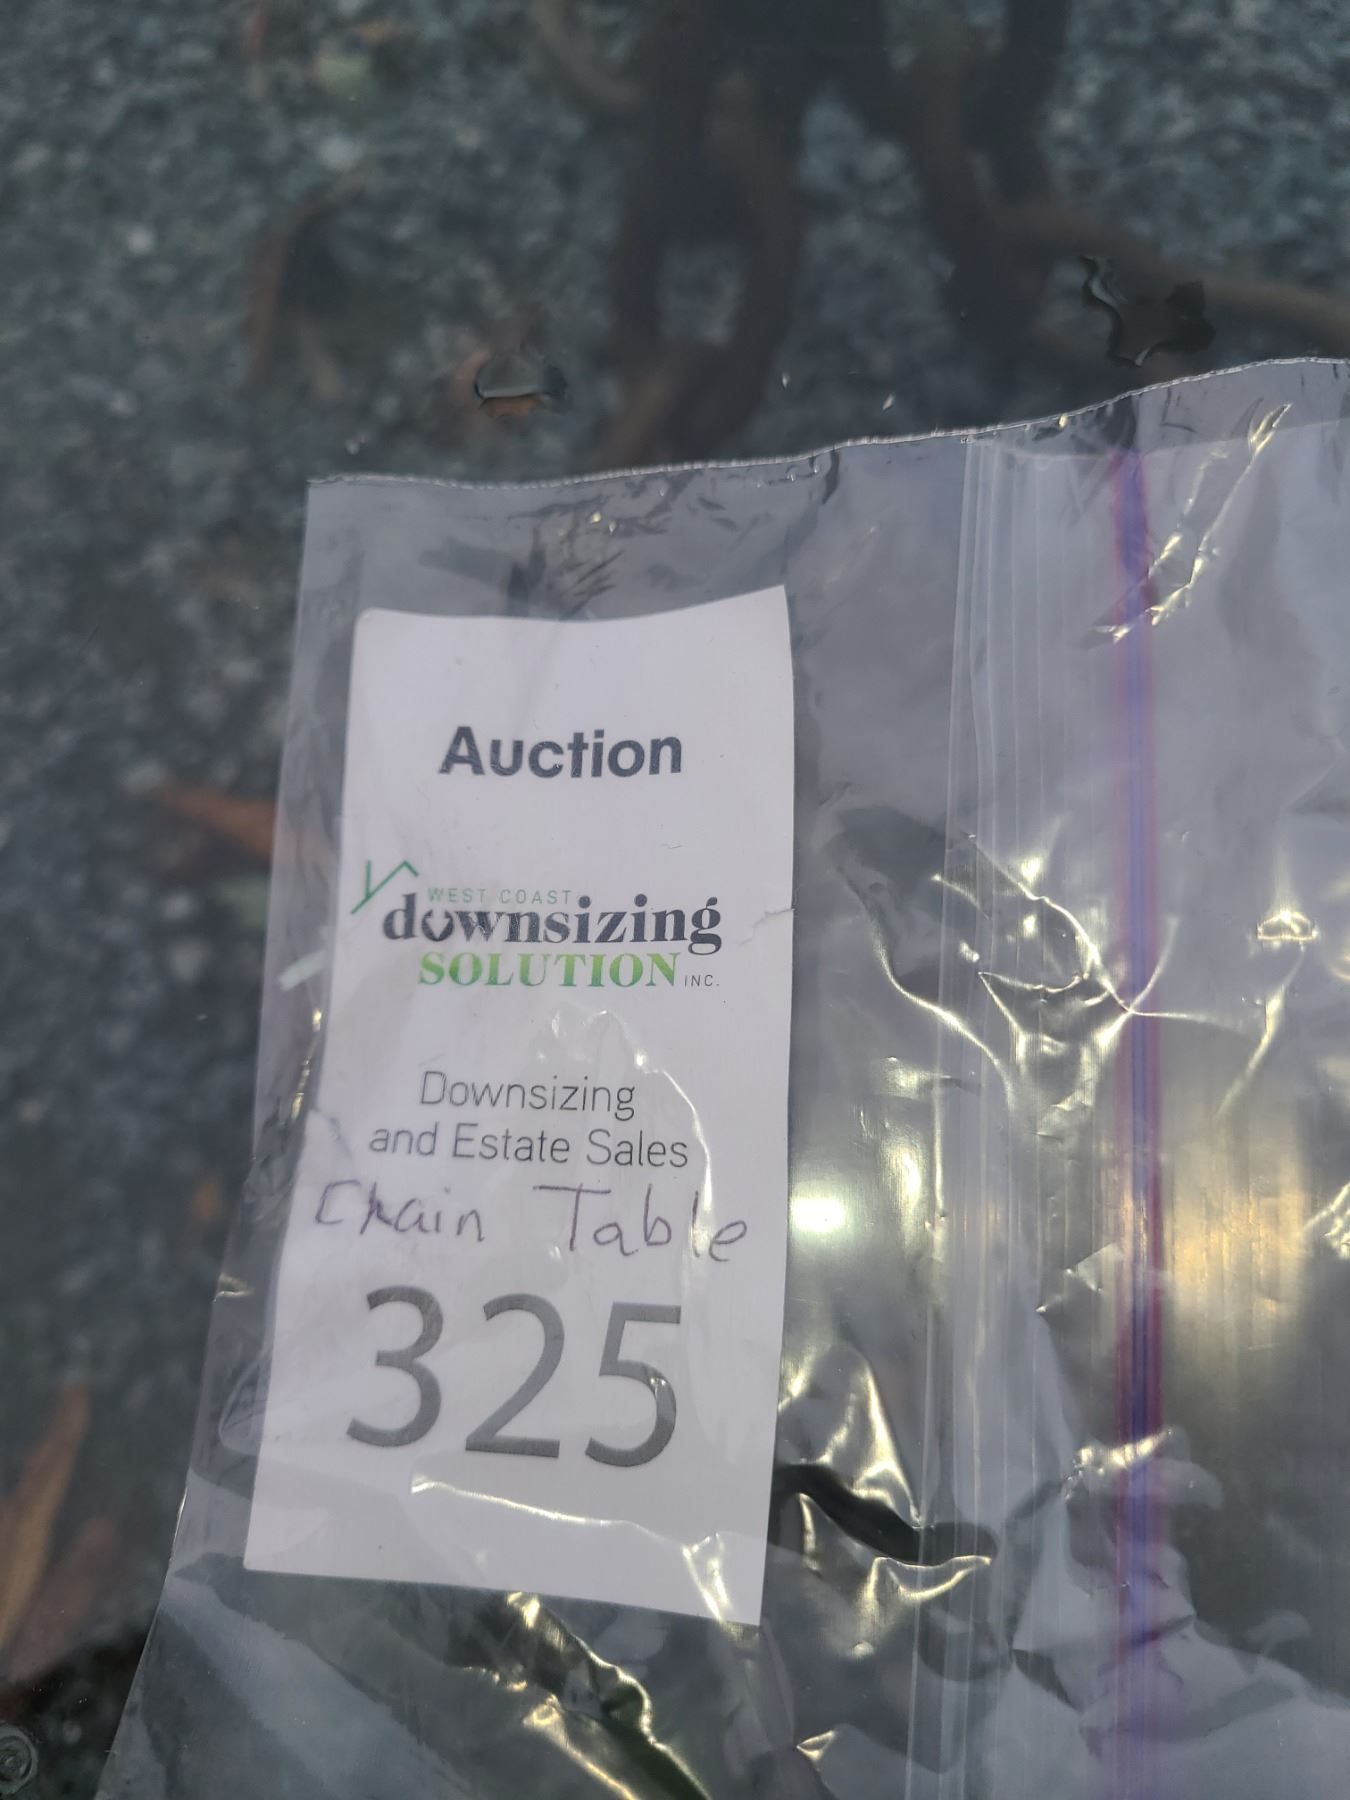 Auction
WEST COAST
downsizing
SOLUTION INC.
Downsizing
and Estate Sales
Chain Table
325